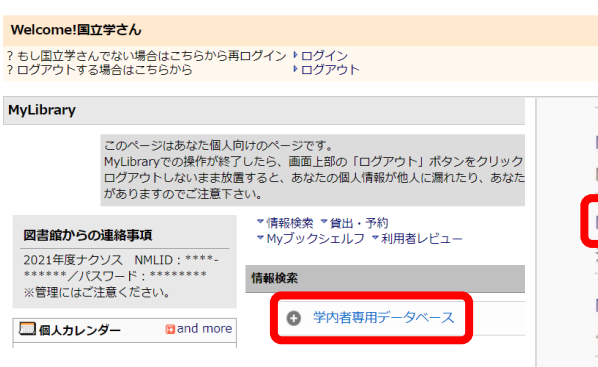 Welcome!国立学さん
? もし国立学さんでない場合はこちらから再ログイン ログイン
? ログアウトする場合はこちらから ログアウト
MyLibrary
このページはあなた個人向けのページです。
MyLibraryでの操作が終了したら、画面上部の「ログアウト」ボタンをクリック
ログアウトしないまま放置すると、あなたの個人情報が他人に漏れたり、あなた
がありますのでご注意下さい。
図書館からの連絡事項
2021年度ナクソス NMLID:****-
******/パスワード:********
※管理にはご注意ください。
個人カレンダー and more
情報検索 貸出・予約
Myブックシェルフ 利用者レビュー
情報検索
学内者専用データベース